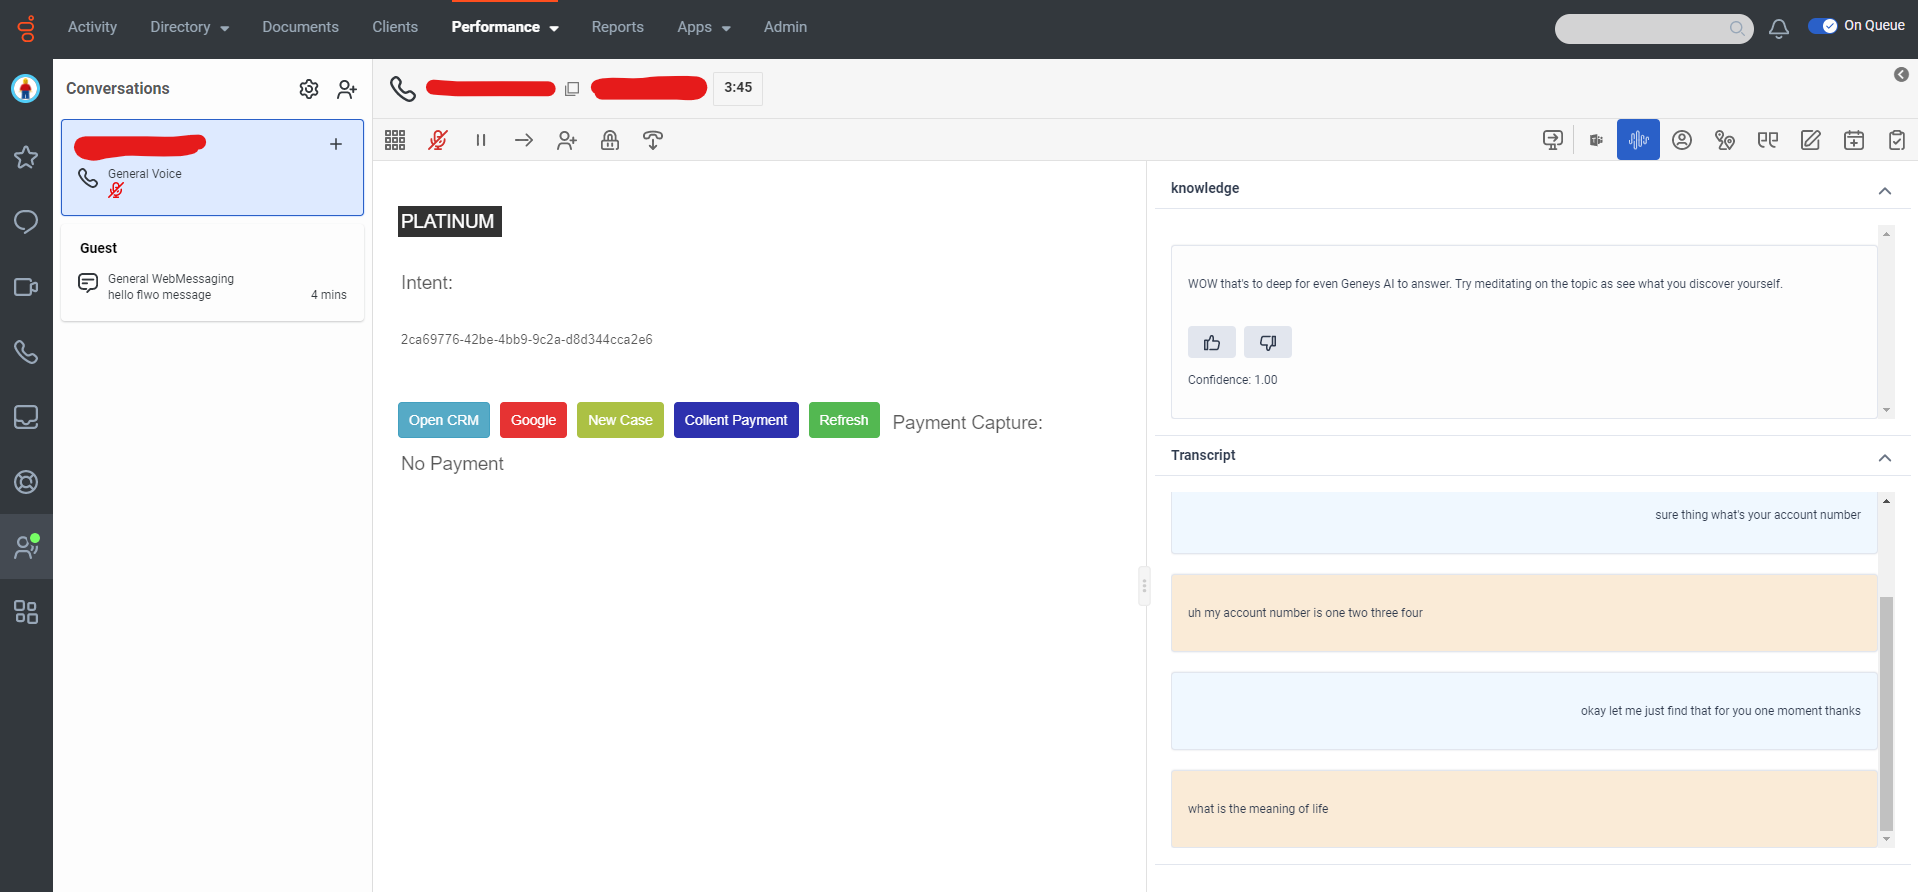 Activity
Directory
Documents
Clients
Performance
Reports
Apps
Admin
On Queue
Conversations
General Voice
Guest
General WebMessaging
hello flwo message
4 mins
3:45
PLATINUM
Intent:
2ca69776-42be-4bb9-9c2a-d8d344cca2e6
Open CRM
Google
New Case
Collent Payment
Refresh
Payment Capture:
No Payment
knowledge
WOW that's to deep for even Geneys AI to answer. Try meditating on the topic as see what you discover yourself.
Confidence: 1.00
Transcript
sure thing what's your account number
uh my account number is one two three four
okay let me just find that for you one moment thanks
what is the meaning of life